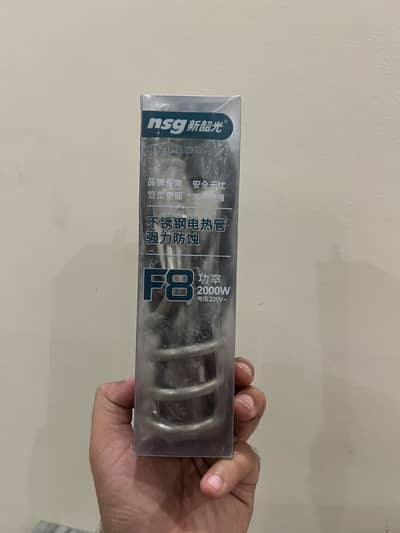 nsg 新韶光®
品牌保障 安全无忧
不锈钢电热管
强力防蚀
F8 功率
2000W
电压220V~